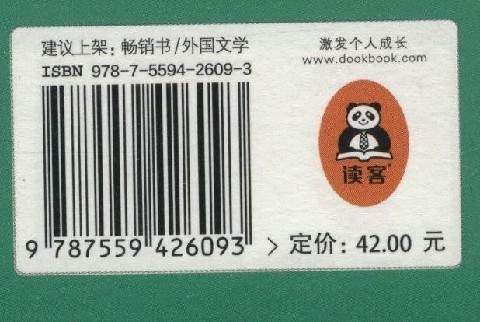 建议上架：畅销书/外国文学
ISBN 978-7-5594-2609-3
9 787559 426093 >
定价：42.00 元
激发个人成长
www.dookbook.com
读客®